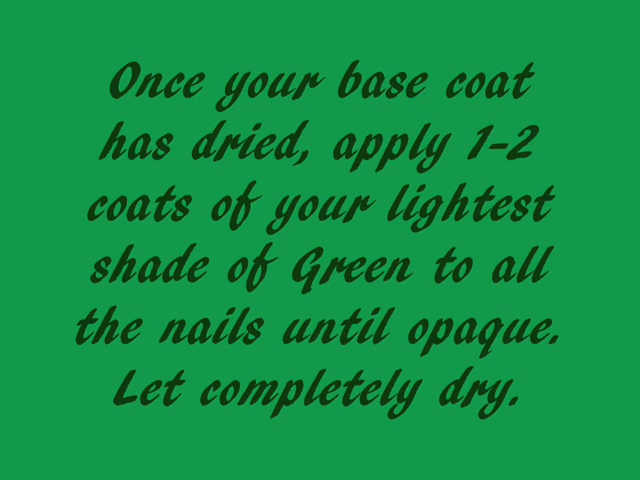 Once your base coat
has dried, apply 1-2
coats of your lightest
shade of Green to all
the nails until opaque.
Let completely dry.